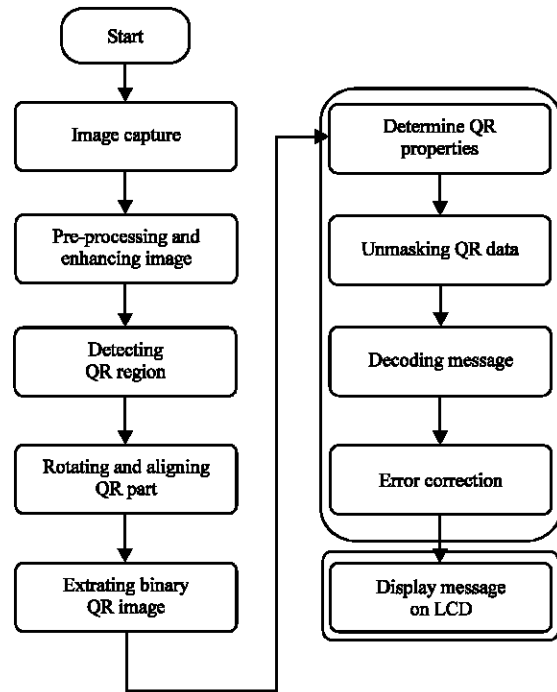 Start
Image capture
Pre-processing and
enhancing image
Detecting
QR region
Rotating and aligning
QR part
Extrating binary
QR image
Determine QR
properties
Unmasking QR data
Decoding message
Error correction
Display message
on LCD